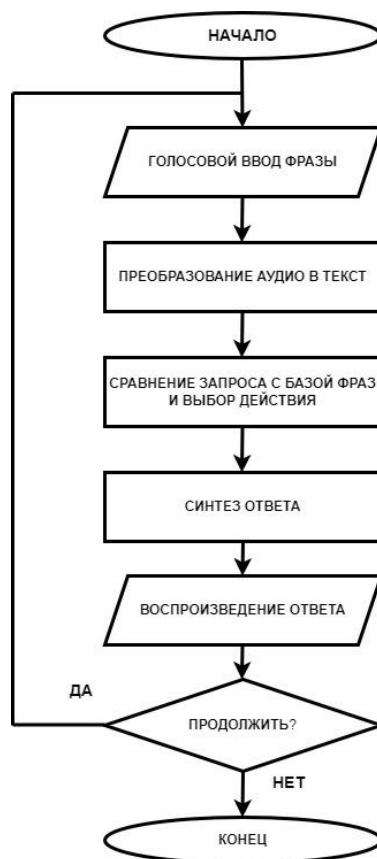 НАЧАЛО
ГОЛОСОВОЙ ВВОД ФРАЗЫ
ПРЕОБРАЗОВАНИЕ АУДИО В ТЕКСТ
СРАВНЕНИЕ ЗАПРОСА С БАЗОЙ ФРАЗ
И ВЫБОР ДЕЙСТВИЯ
СИНТЕЗ ОТВЕТА
ВОСПРОИЗВЕДЕНИЕ ОТВЕТА
ДА
ПРОДОЛЖИТЬ?
НЕТ
КОНЕЦ